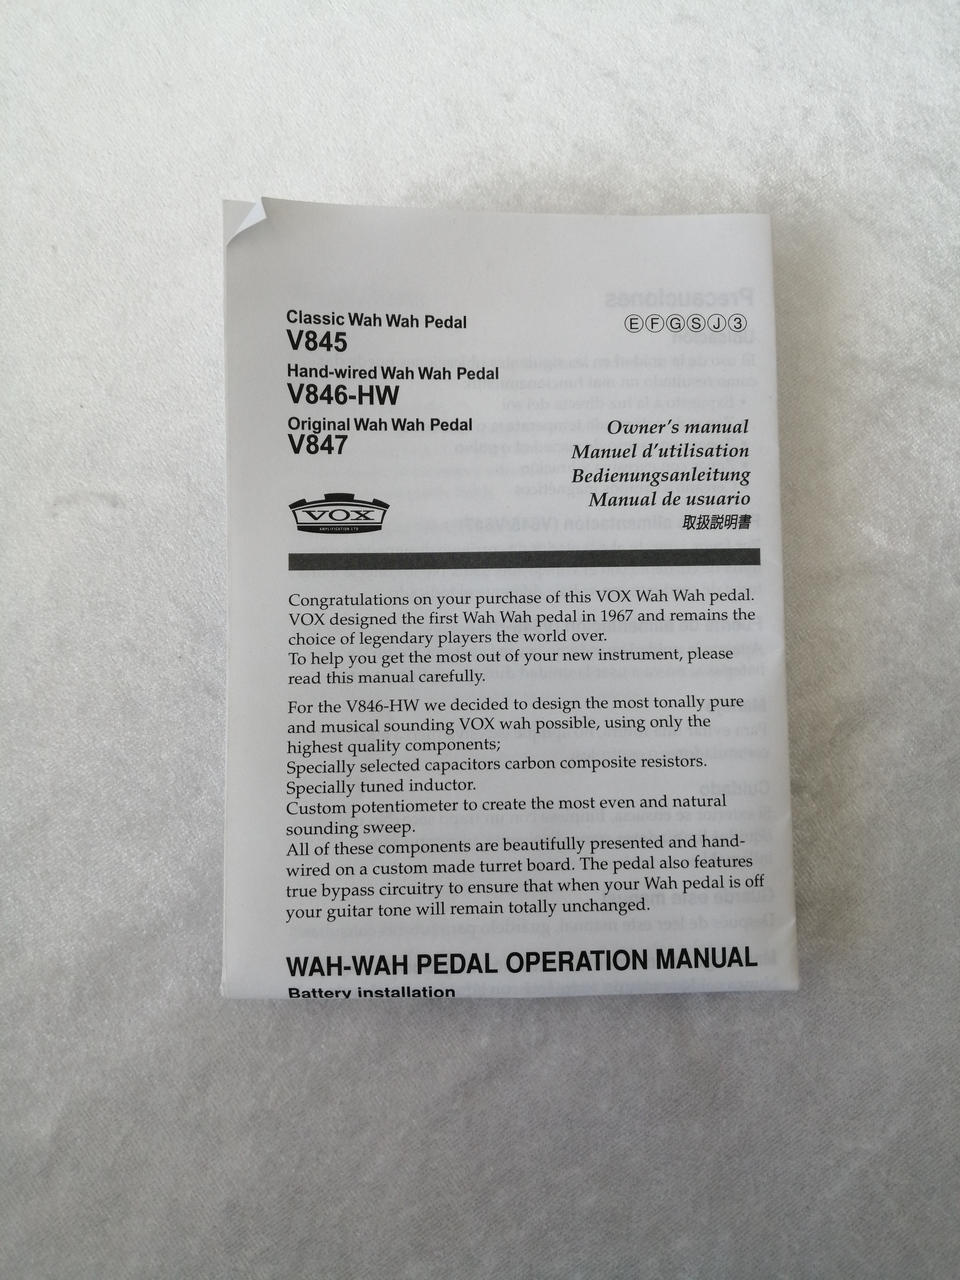 Classic Wah Wah Pedal
V845
Hand-wired Wah Wah Pedal
V846-HW
Original Wah Wah Pedal
V847
ⒺⒻⒼⓈⒿ③
Owner's manual
Manuel d'utilisation
Bedienungsanleitung
Manual de usuario
取扱説明書
VOX
AMPLIFICATION LTD
Congratulations on your purchase of this VOX Wah Wah pedal.
VOX designed the first Wah Wah pedal in 1967 and remains the
choice of legendary players the world over.
To help you get the most out of your new instrument, please
read this manual carefully.
For the V846-HW we decided to design the most tonally pure
and musical sounding VOX wah possible, using only the
highest quality components;
Specially selected capacitors carbon composite resistors.
Specially tuned inductor.
Custom potentiometer to create the most even and natural
sounding sweep.
All of these components are beautifully presented and hand-
wired on a custom made turret board. The pedal also features
true bypass circuitry to ensure that when your Wah pedal is off
your guitar tone will remain totally unchanged.
WAH-WAH PEDAL OPERATION MANUAL
Battery installation